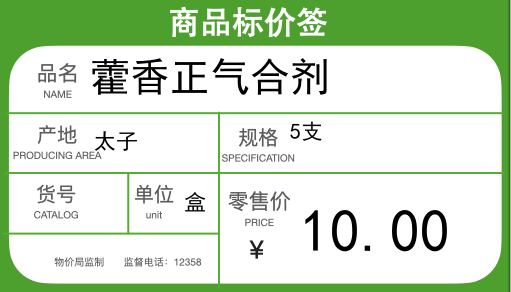 商品标价签
品名 藿香正气合剂
NAME
产地 太子 规格 5支
PRODUCING AREA SPECIFICATION
货号 单位 盒 零售价 10.00
CATALOG unit PRICE
¥
物价局监制 监督电话：12358